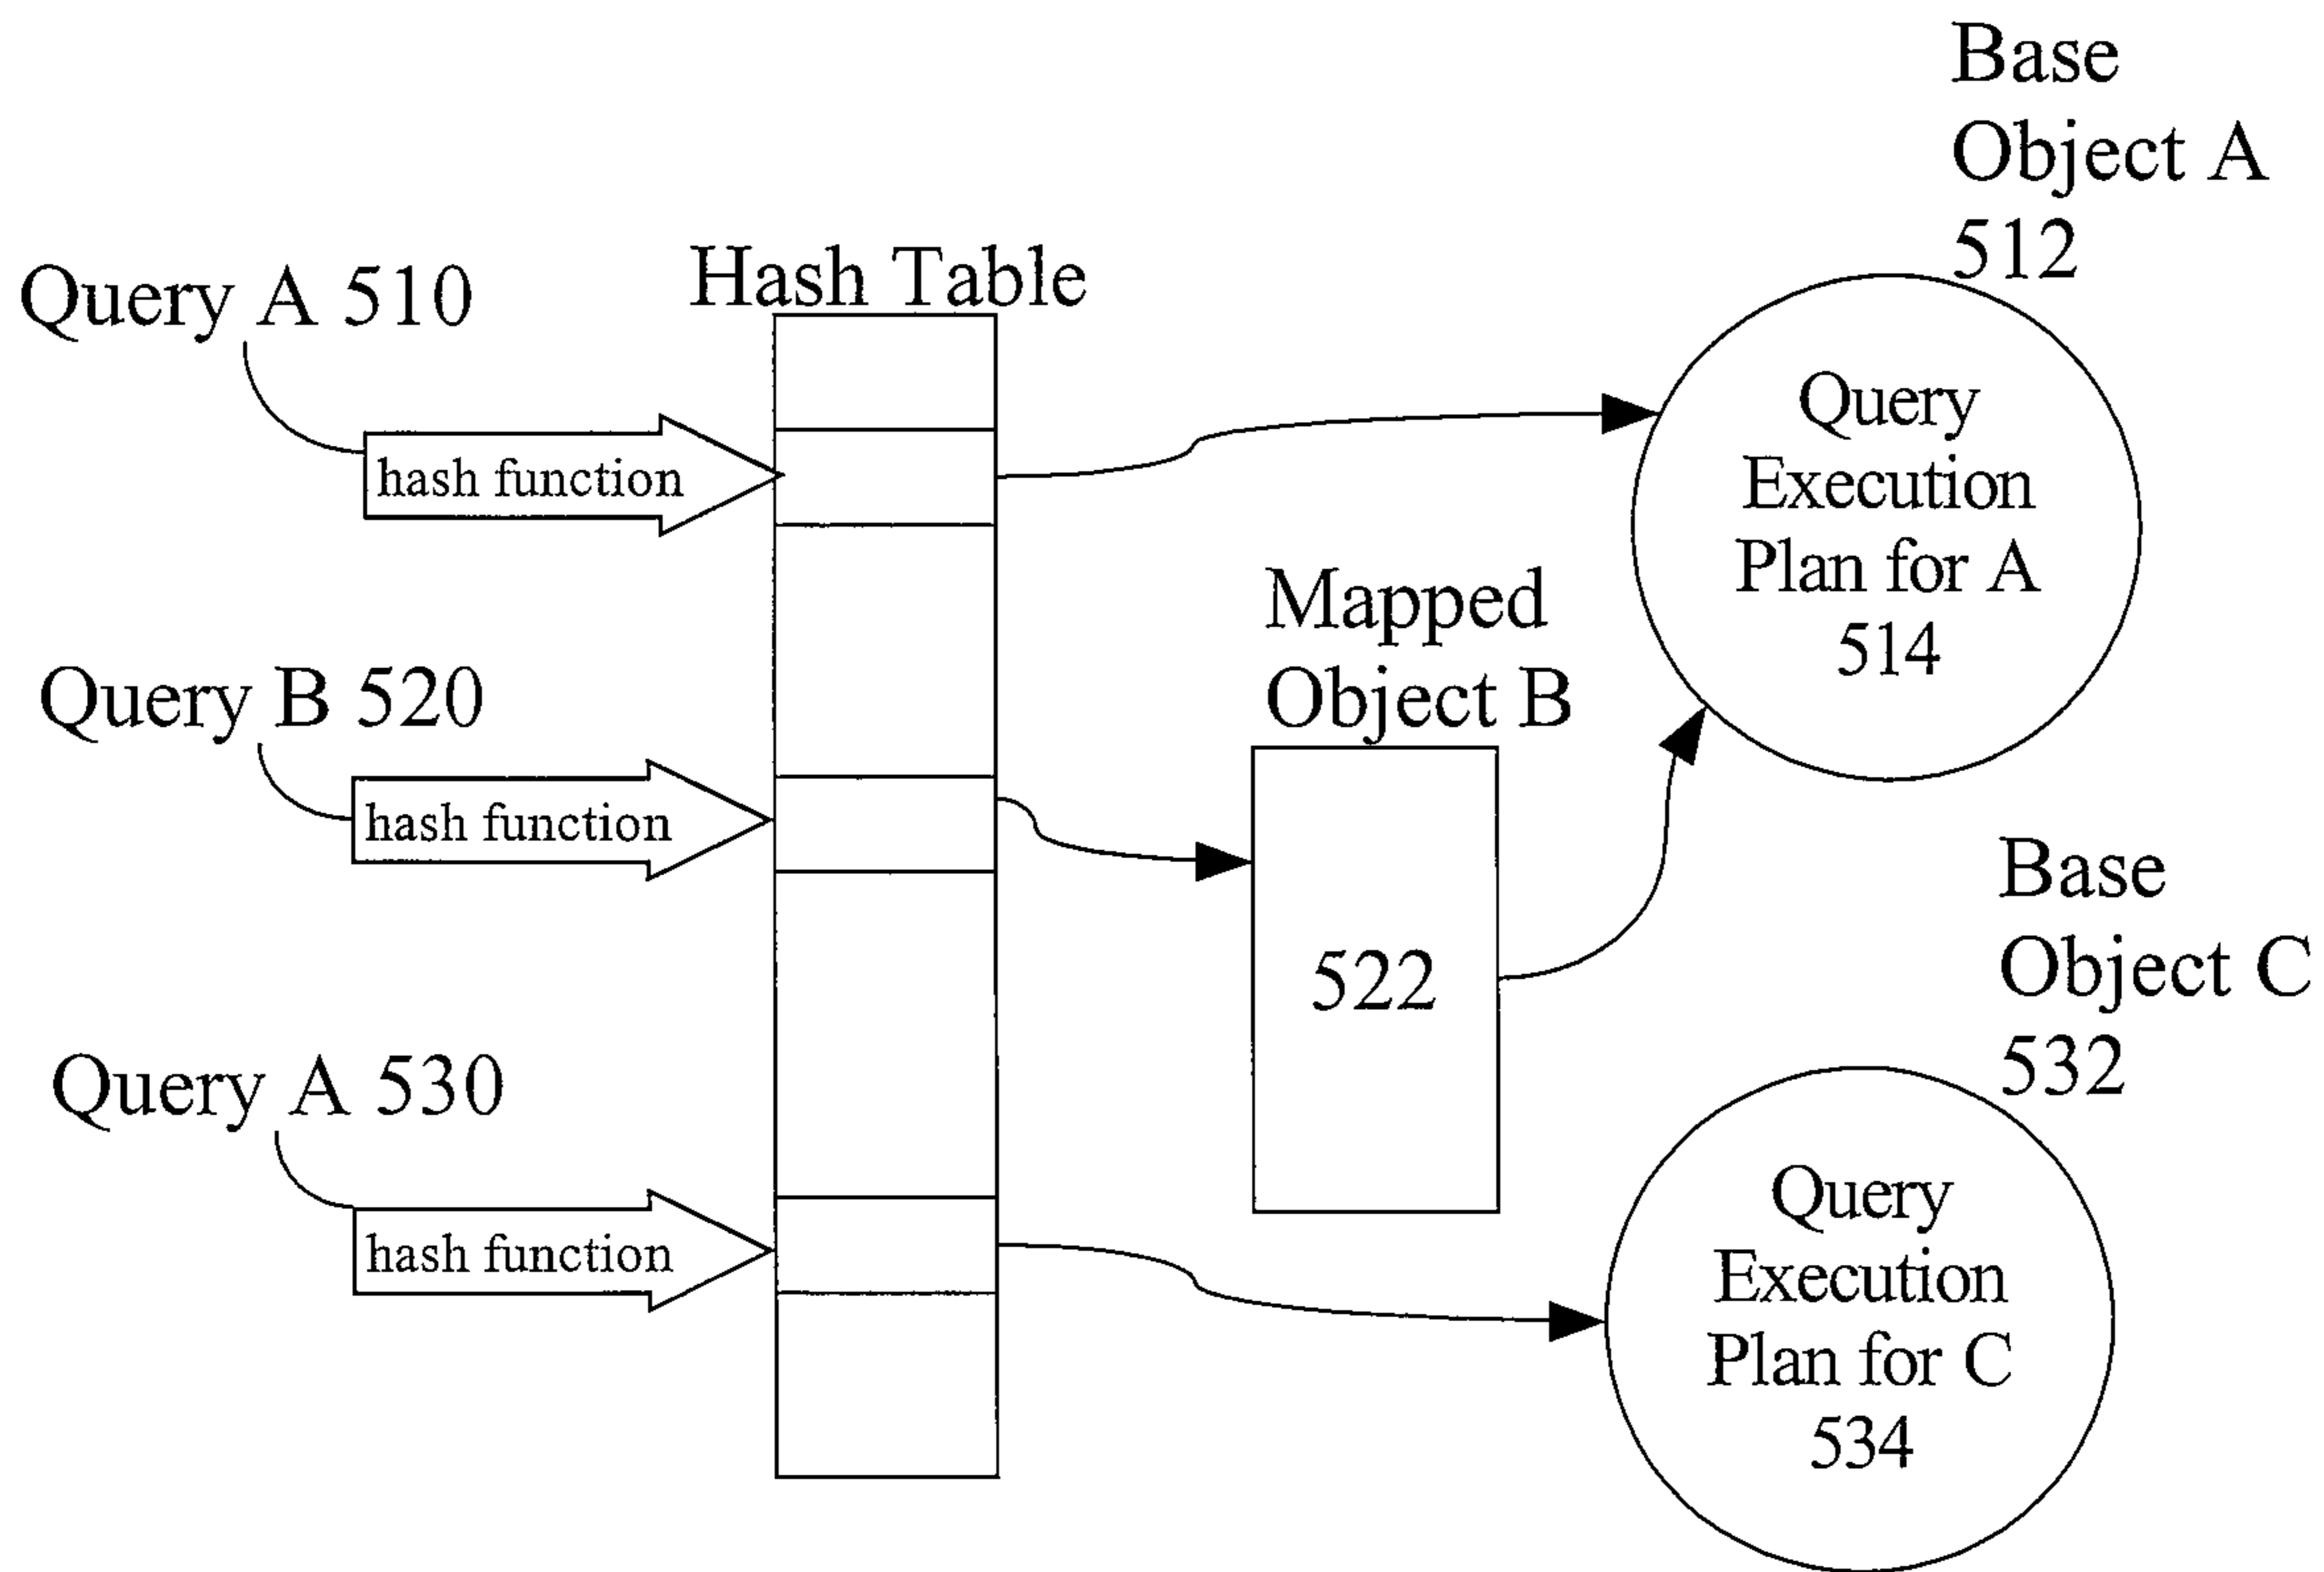 Base
Object A
512
Hash Table
Query A 510
hash function
Query
Execution
Plan for A
514
Mapped
Object B
Query B 520
hash function
522
Base
Object C
532
Query A 530
hash function
Query
Execution
Plan for C
534